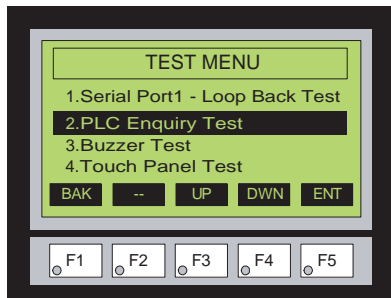 TEST MENU
1.Serial Port1 - Loop Back Test
2.PLC Enquiry Test
3.Buzzer Test
4.Touch Panel Test
BAK -- UP DWN ENT
F1 F2 F3 F4 F5